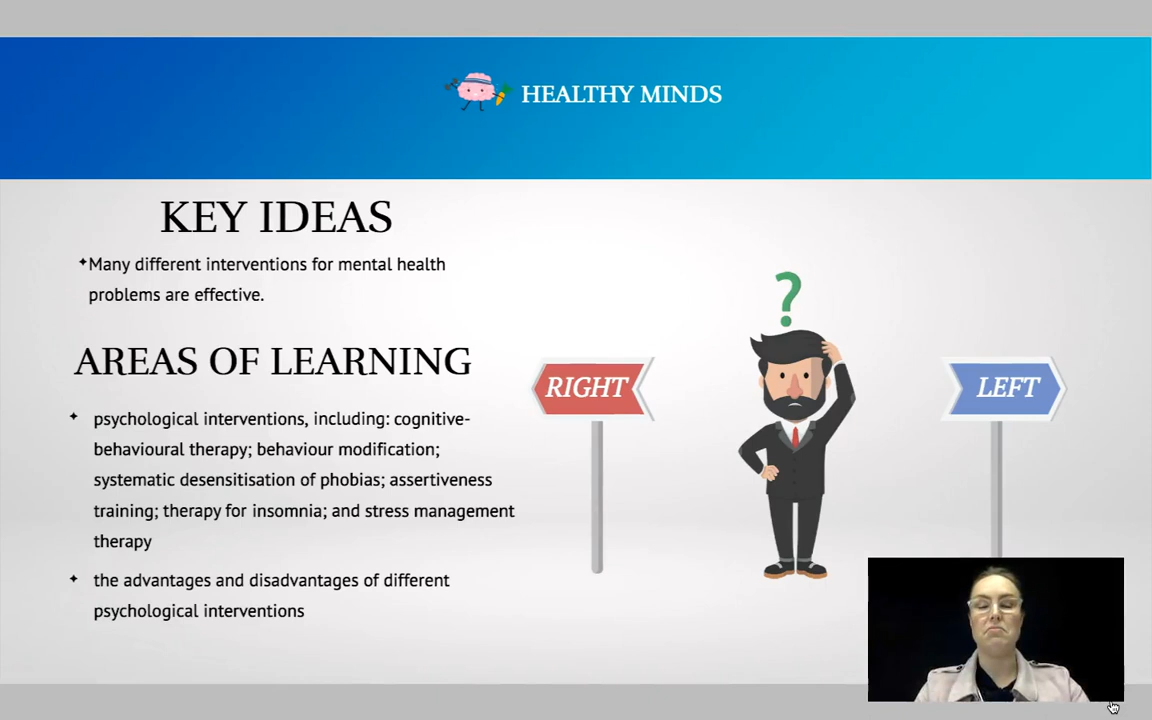 HEALTHY MINDS
KEY IDEAS
✦Many different interventions for mental health
problems are effective.
AREAS OF LEARNING
✦ psychological interventions, including: cognitive-
behavioural therapy; behaviour modification;
systematic desensitisation of phobias; assertiveness
training; therapy for insomnia; and stress management
therapy
✦ the advantages and disadvantages of different
psychological interventions
?
RIGHT
LEFT